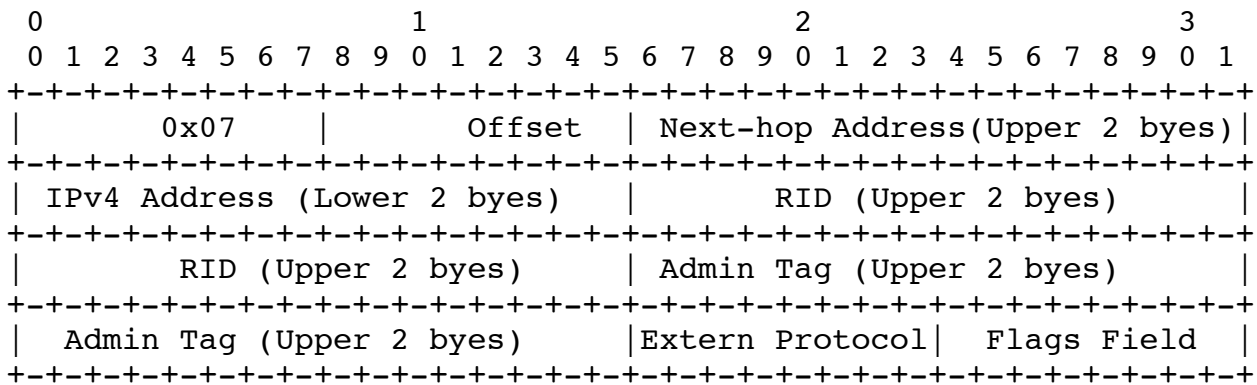 0                   1                   2                   3
0 1 2 3 4 5 6 7 8 9 0 1 2 3 4 5 6 7 8 9 0 1 2 3 4 5 6 7 8 9 0 1
+-+-+-+-+-+-+-+-+-+-+-+-+-+-+-+-+-+-+-+-+-+-+-+-+-+-+-+-+-+-+-+-+
|       0x07    |       Offset  | Next-hop Address(Upper 2 byes)|
+-+-+-+-+-+-+-+-+-+-+-+-+-+-+-+-+-+-+-+-+-+-+-+-+-+-+-+-+-+-+-+-+
| IPv4 Address (Lower 2 byes)   |       RID (Upper 2 byes)      |
+-+-+-+-+-+-+-+-+-+-+-+-+-+-+-+-+-+-+-+-+-+-+-+-+-+-+-+-+-+-+-+-+
|        RID (Upper 2 byes)     | Admin Tag (Upper 2 byes)      |
+-+-+-+-+-+-+-+-+-+-+-+-+-+-+-+-+-+-+-+-+-+-+-+-+-+-+-+-+-+-+-+-+
|  Admin Tag (Upper 2 byes)     |Extern Protocol|  Flags Field  |
+-+-+-+-+-+-+-+-+-+-+-+-+-+-+-+-+-+-+-+-+-+-+-+-+-+-+-+-+-+-+-+-+